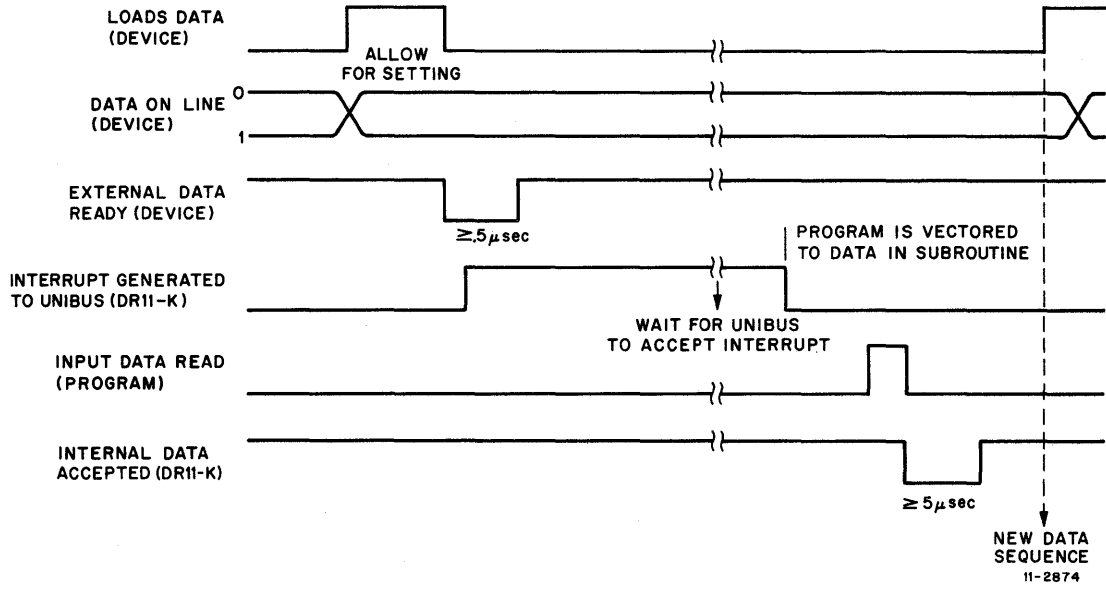 LOADS DATA
(DEVICE)
ALLOW
FOR SETTING
DATA ON LINE
(DEVICE)
0
1
EXTERNAL DATA
READY (DEVICE)
≥.5μsec
PROGRAM IS VECTORED
TO DATA IN SUBROUTINE
INTERRUPT GENERATED
TO UNIBUS (DR11-K)
WAIT FOR UNIBUS
TO ACCEPT INTERRUPT
INPUT DATA READ
(PROGRAM)
INTERNAL DATA
ACCEPTED (DR11-K)
≥ 5μsec
NEW DATA
SEQUENCE
11-2874